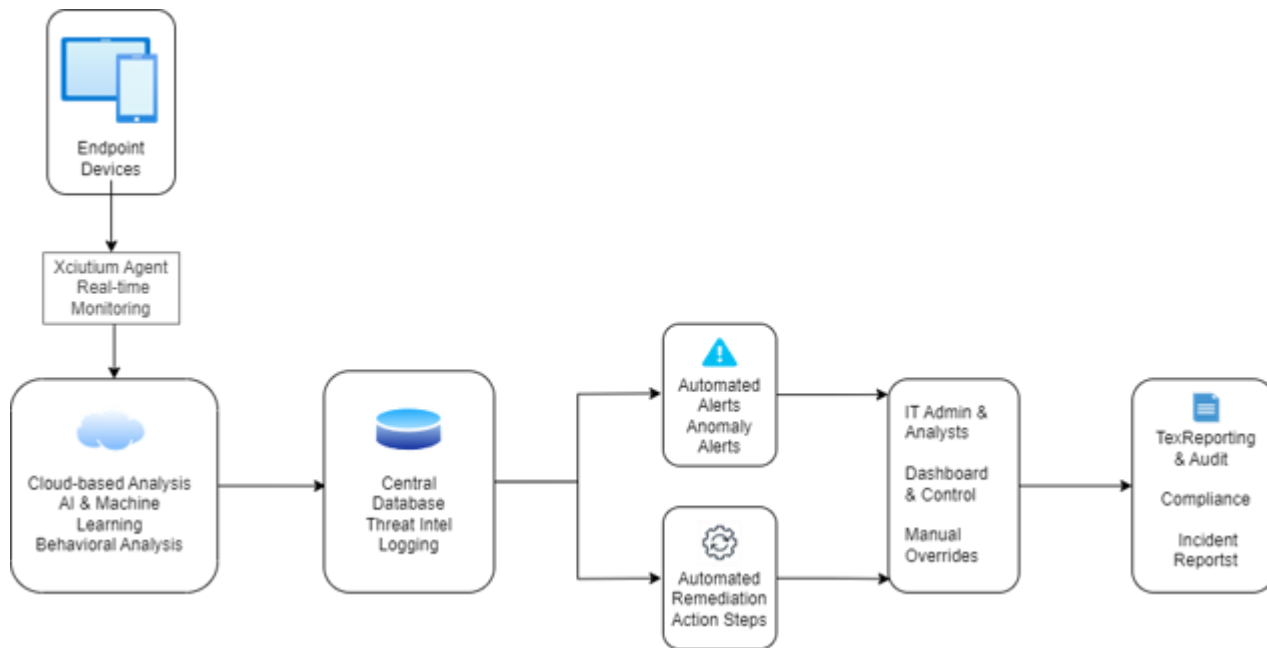 Endpoint
Devices
Xciutium Agent
Real-time
Monitoring
Cloud-based Analysis
AI & Machine
Learning
Behavioral Analysis
Central
Database
Threat Intel
Logging
Automated
Alerts
Anomaly
Alerts
Automated
Remediation
Action Steps
IT Admin &
Analysts
Dashboard
& Control
Manual
Overrides
TexReporting
& Audit
Compliance
Incident
Reportst